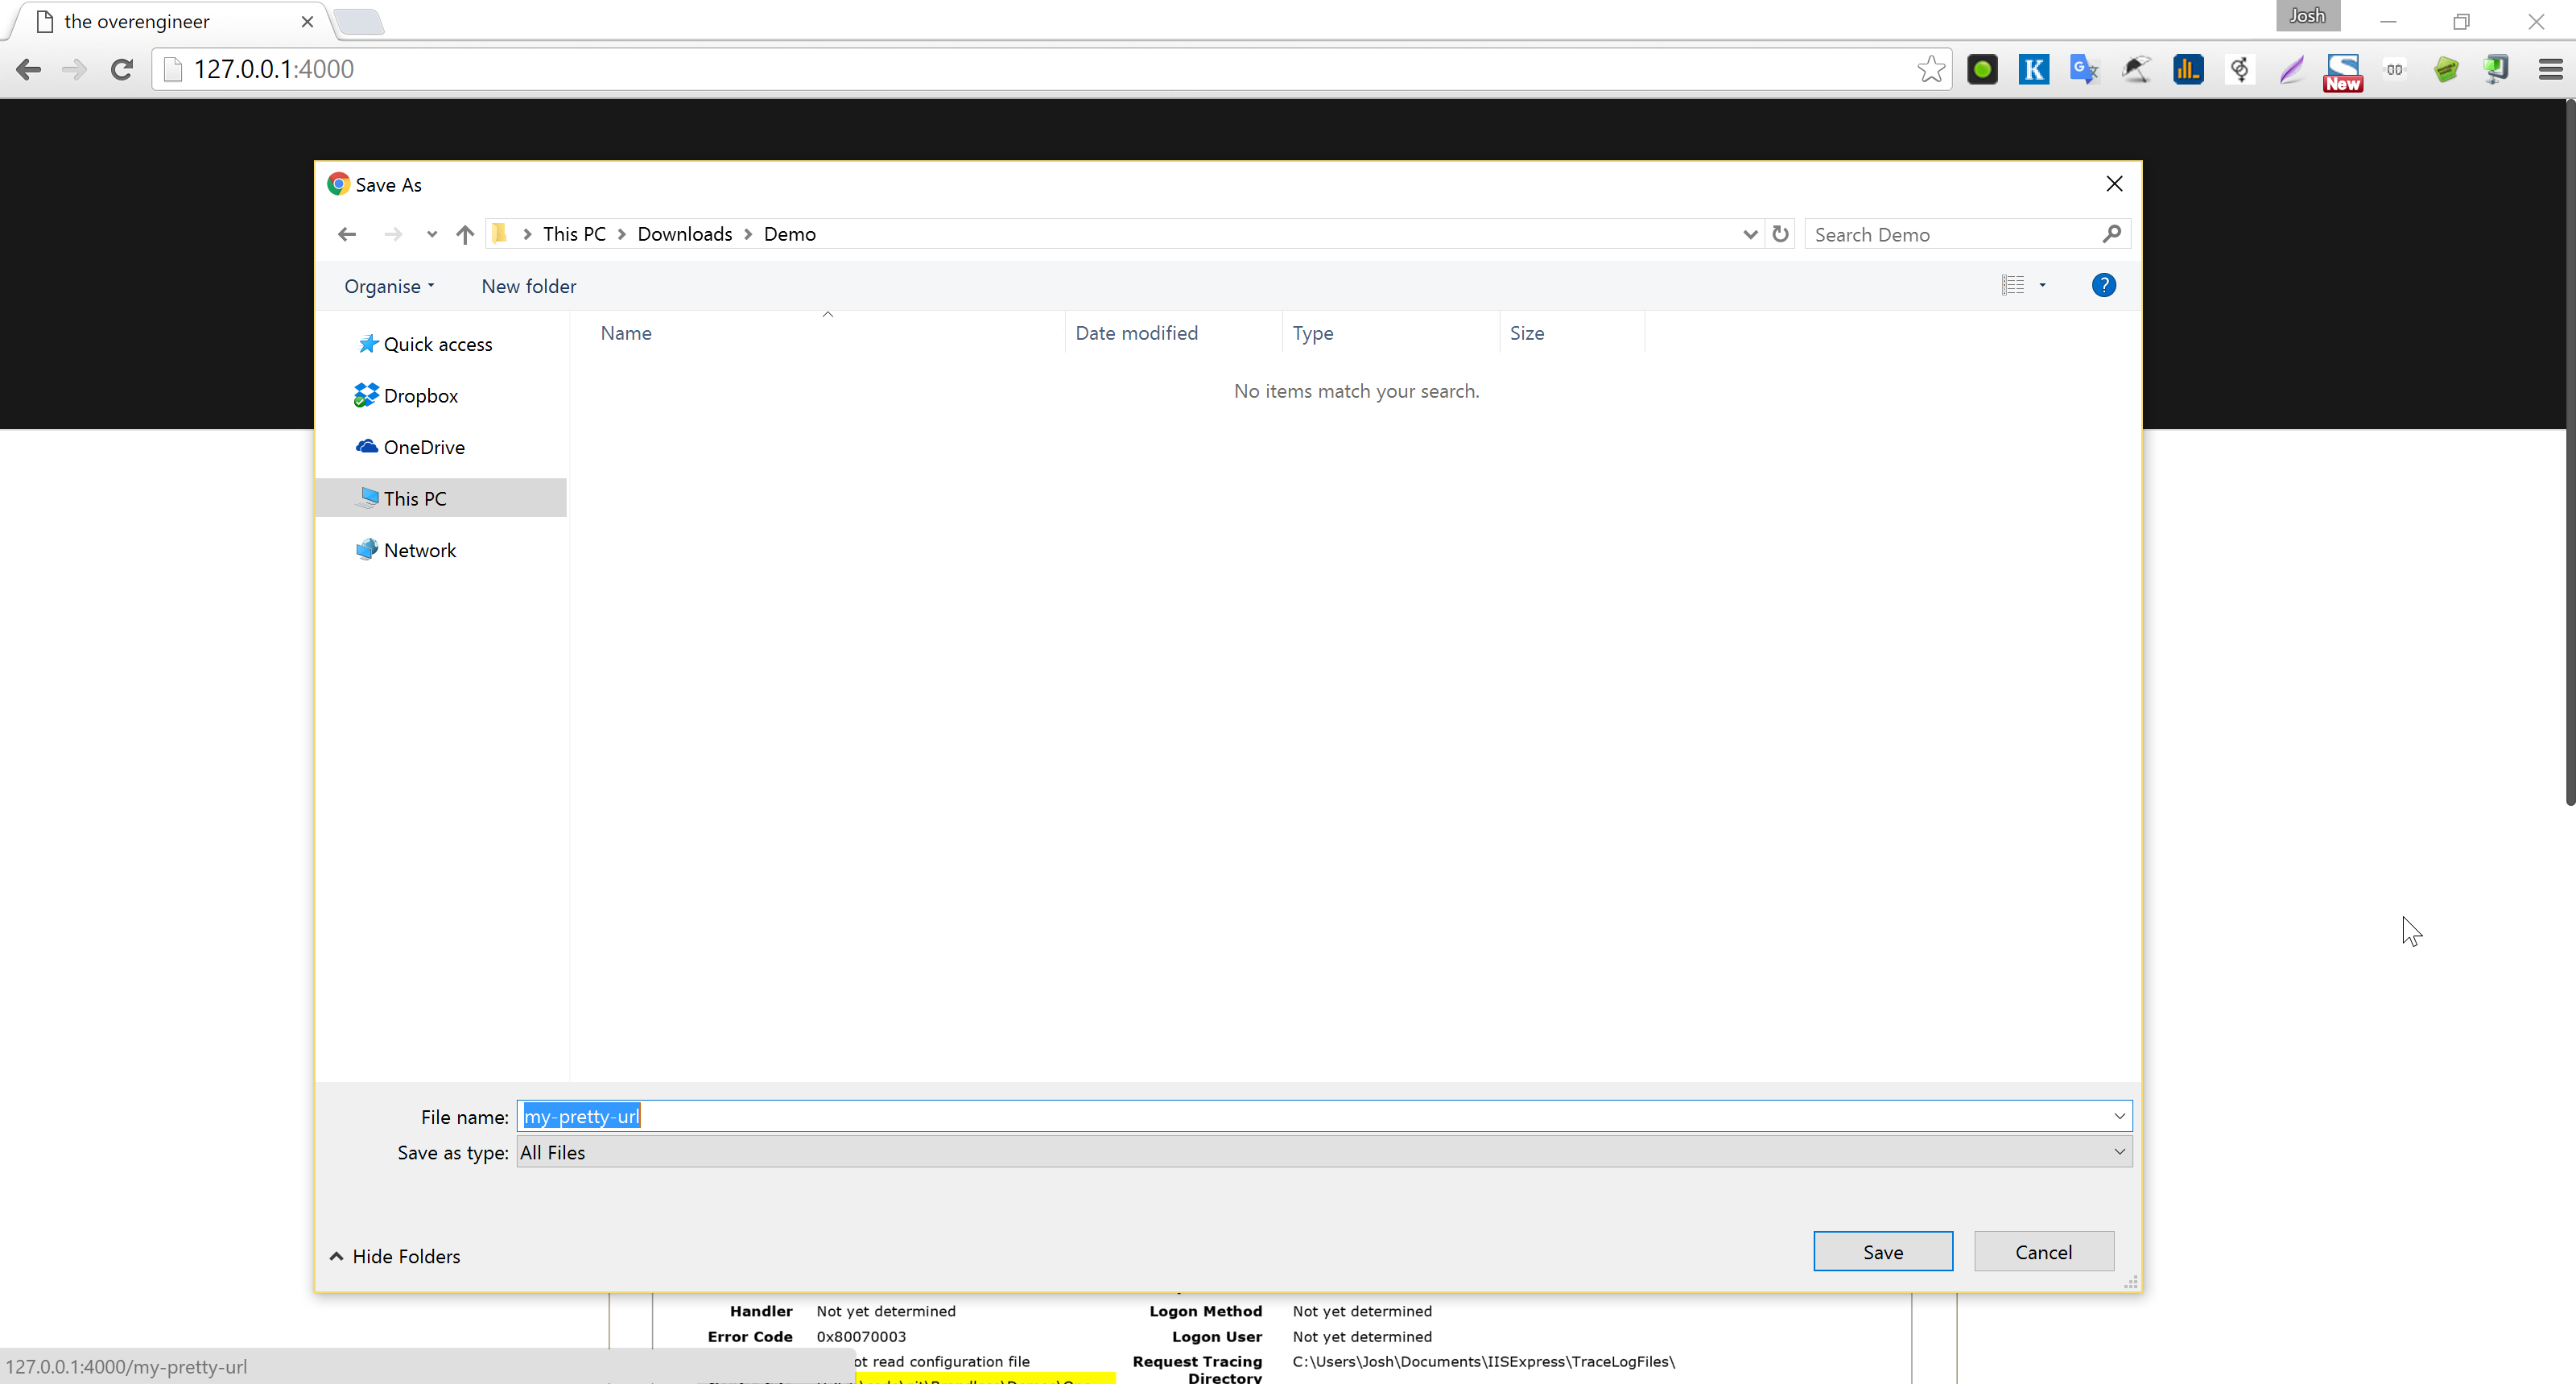 the overengineer
Josh
127.0.0.1:4000
K
G
New
Save As
This PC > Downloads > Demo
Search Demo
Organise
New folder
?
Name
Date modified
Type
Size
Quick access
No items match your search.
Dropbox
OneDrive
This PC
Network
File name: my-pretty-url
Save as type: All Files
Hide Folders
Save
Cancel
Handler Not yet determined Logon Method Not yet determined
Error Code 0x80070003 Logon User Not yet determined
ot read configuration file Request Tracing Directory C:\Users\Josh\Documents\IISExpress\TraceLogFiles\
127.0.0.1:4000/my-pretty-url